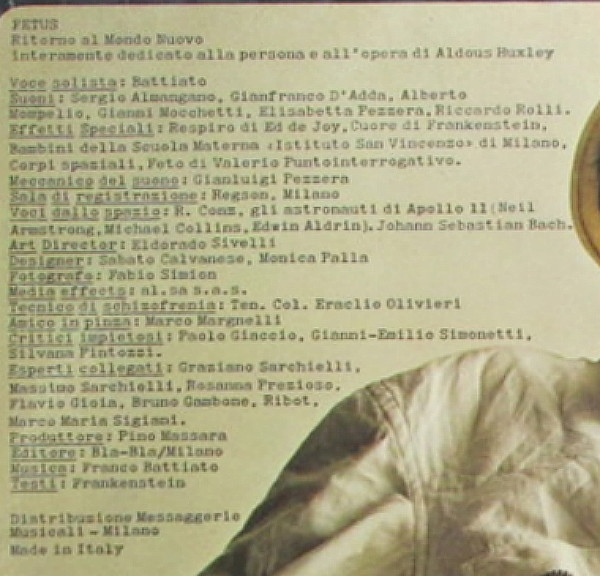 FETUS
Ritorno al Mondo Nuovo
interamente dedicato alla persona e all'opera di Aldous Huxley
Voce solista: Battiato
Suoni: Sergio Almangano, Gianfranco D'Adda, Alberto
Mompelio, Gianni Mocchetti, Elisabetta Pezzera, Riccardo Rolli.
Effetti Speciali: Respiro di Ed de Joy, Cuore di Frankenstein,
Bambini della Scuola Materna «Istituto San Vincenzo» di Milano,
Corpi spaziali, Feto di Valerio Puntointerrogativo.
Meccanico del suono: Gianluigi Pezzera
Sala di registrazione: Regson, Milano
Voci dallo spazio: R. Conz, gli astronauti di Apollo 11 (Neil
Armstrong, Michael Collins, Edwin Aldrin). Johann Sebastian Bach.
Art Director: Eldorado Sivelli
Designer: Sabato Calvanese, Monica Palla
Fotografo: Fabio Simion
Media effects: al.sa s.a.s.
Tecnico di schizofrenia: Ten. Col. Eraclio Olivieri
Amico in pinza: Marco Margnelli
Critici impietosi: Paolo Giaccio, Gianni-Emilio Simonetti,
Silvana Pintozzi.
Esperti collegati: Graziano Sarchielli,
Massimo Sarchielli, Rosanna Frezioso,
Flavio Gioia, Bruno Gambone, Ribot,
Marco Maria Sigiani.
Produttore: Pino Massara
Editore: Bla-Bla/Milano
Musica: Franco Battiato
Testi: Frankenstein
Distribuzione Messaggerie
Musicali - Milano
Made in Italy